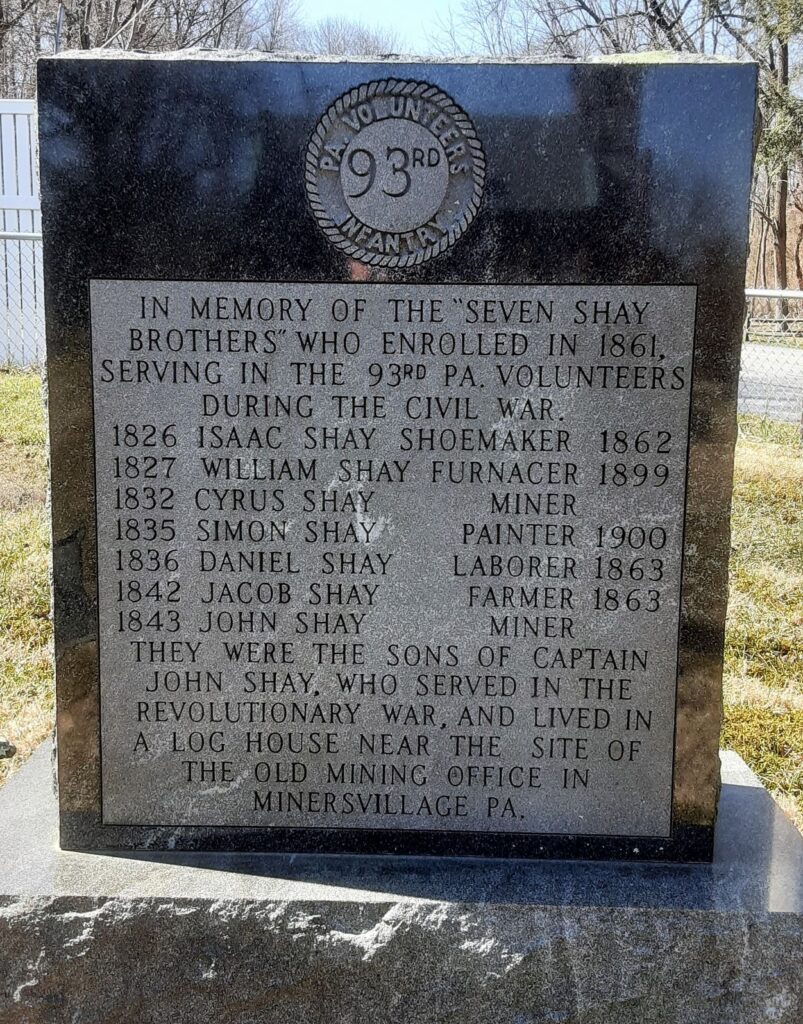 PA. VOLUNTEERS
93RD
INFANTRY
IN MEMORY OF THE "SEVEN SHAY
BROTHERS" WHO ENROLLED IN 1861,
SERVING IN THE 93RD PA. VOLUNTEERS
DURING THE CIVIL WAR.
1826 ISAAC SHAY SHOEMAKER 1862
1827 WILLIAM SHAY FURNACER 1899
1832 CYRUS SHAY MINER
1835 SIMON SHAY PAINTER 1900
1836 DANIEL SHAY LABORER 1863
1842 JACOB SHAY FARMER 1863
1843 JOHN SHAY MINER
THEY WERE THE SONS OF CAPTAIN
JOHN SHAY, WHO SERVED IN THE
REVOLUTIONARY WAR, AND LIVED IN
A LOG HOUSE NEAR THE SITE OF
THE OLD MINING OFFICE IN
MINERSVILLAGE PA.